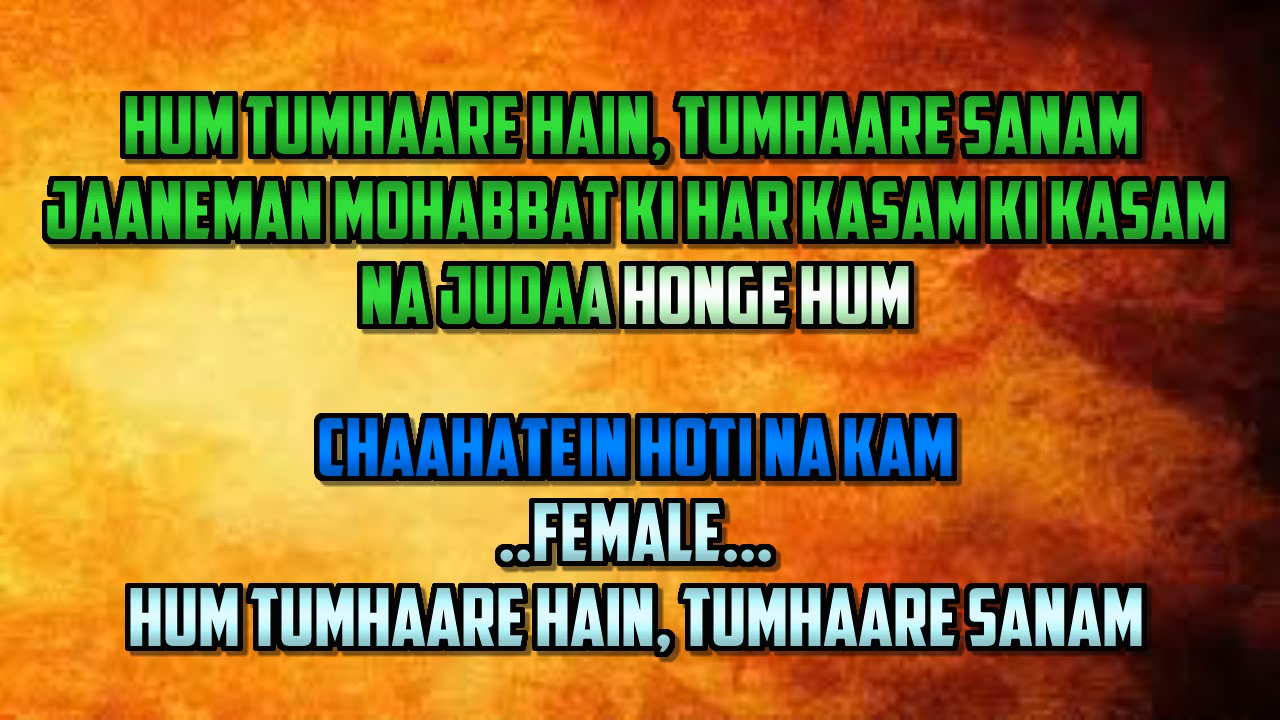 HUM TUMHAARE HAIN, TUMHAARE SANAM
JAANEMAN MOHABBAT KI HAR KASAM KI KASAM
NA JUDAA HONGE HUM
CHAAHATEIN HOTI NA KAM
..FEMALE...
HUM TUMHAARE HAIN, TUMHAARE SANAM